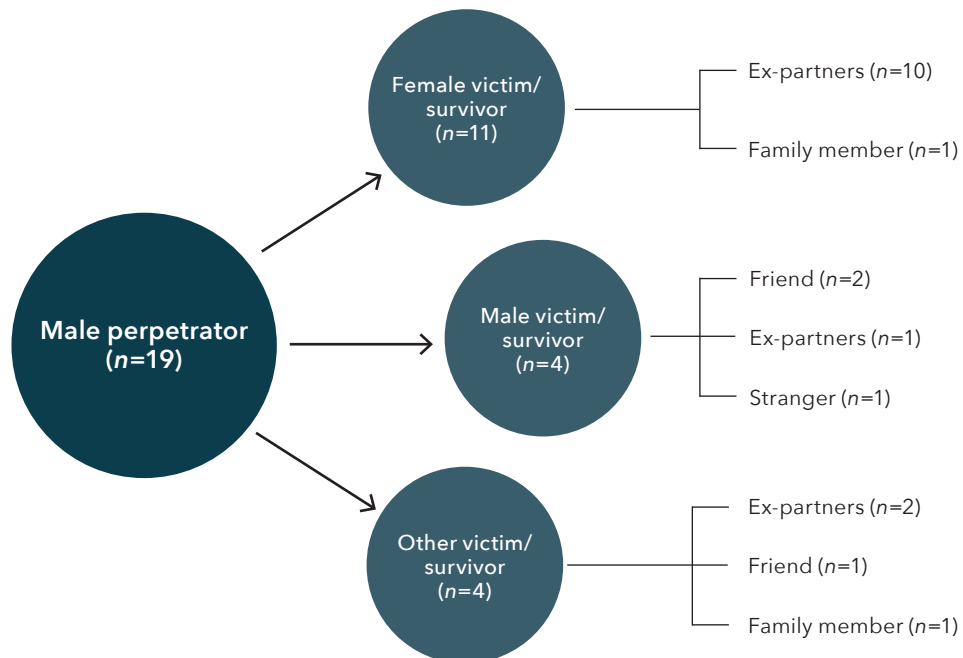 Male perpetrator
(n=19)
Female victim/
survivor
(n=11)
Ex-partners (n=10)
Family member (n=1)
Male victim/
survivor
(n=4)
Friend (n=2)
Ex-partners (n=1)
Stranger (n=1)
Other victim/
survivor
(n=4)
Ex-partners (n=2)
Friend (n=1)
Family member (n=1)